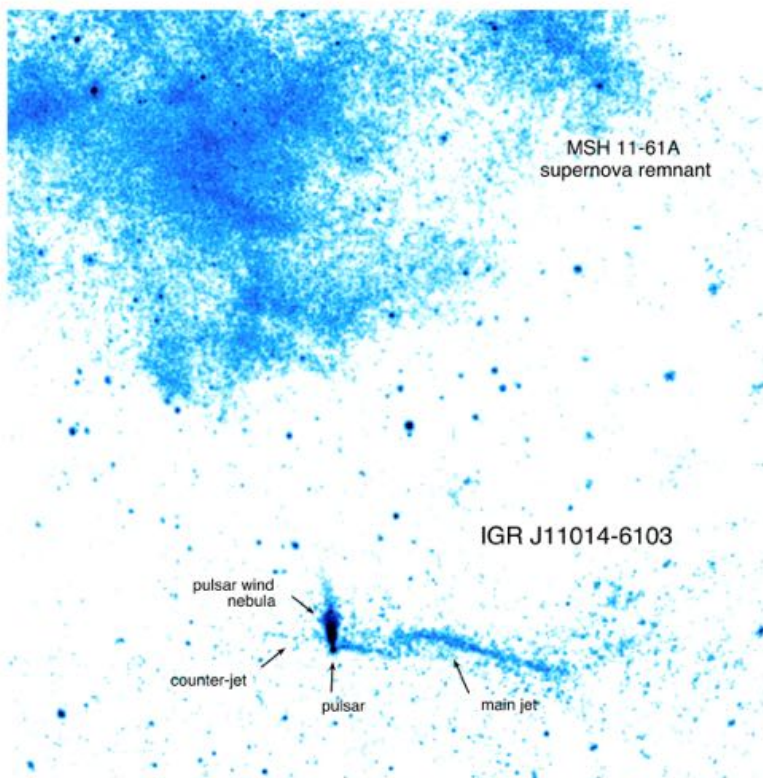 MSH 11-61A
supernova remnant
IGR J11014-6103
pulsar wind
nebula
counter-jet
pulsar
main jet